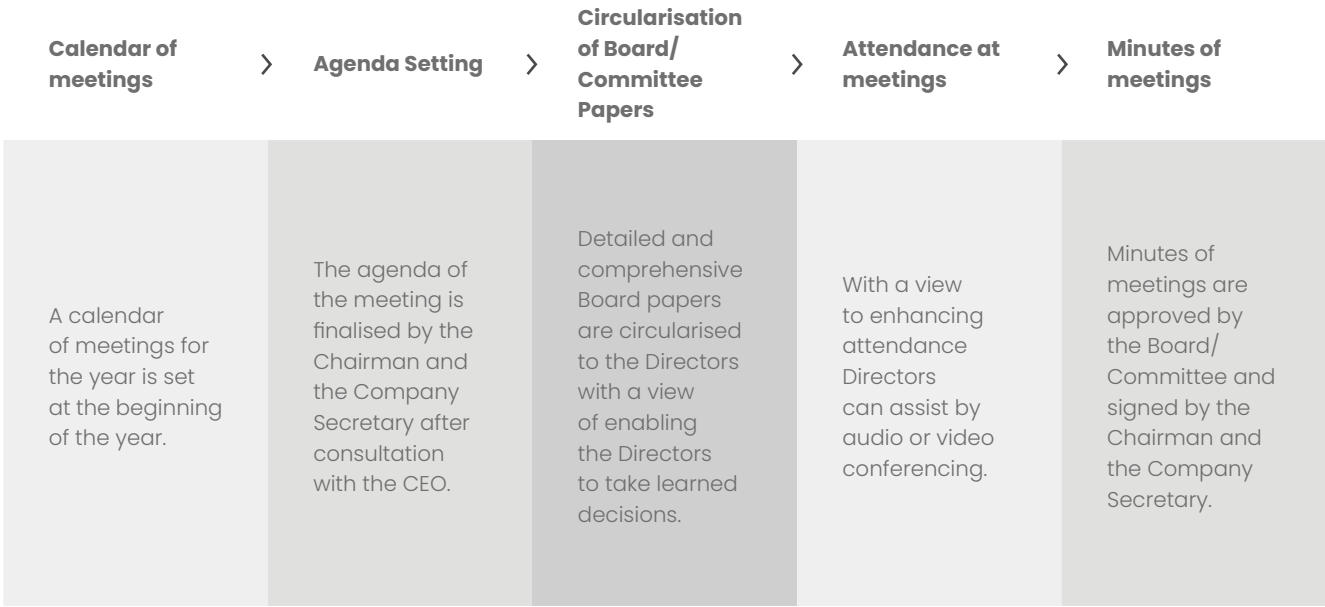 Calendar of
meetings
Agenda Setting
Circularisation
of Board/
Committee
Papers
Attendance at
meetings
Minutes of
meetings
A calendar
of meetings for
the year is set
at the beginning
of the year.
The agenda of
the meeting is
finalised by the
Chairman and
the Company
Secretary after
consultation
with the CEO.
Detailed and
comprehensive
Board papers
are circularised
to the Directors
with a view
of enabling
the Directors
to take learned
decisions.
With a view
to enhancing
attendance
Directors
can assist by
audio or video
conferencing.
Minutes of
meetings are
approved by
the Board/
Committee and
signed by the
Chairman and
the Company
Secretary.